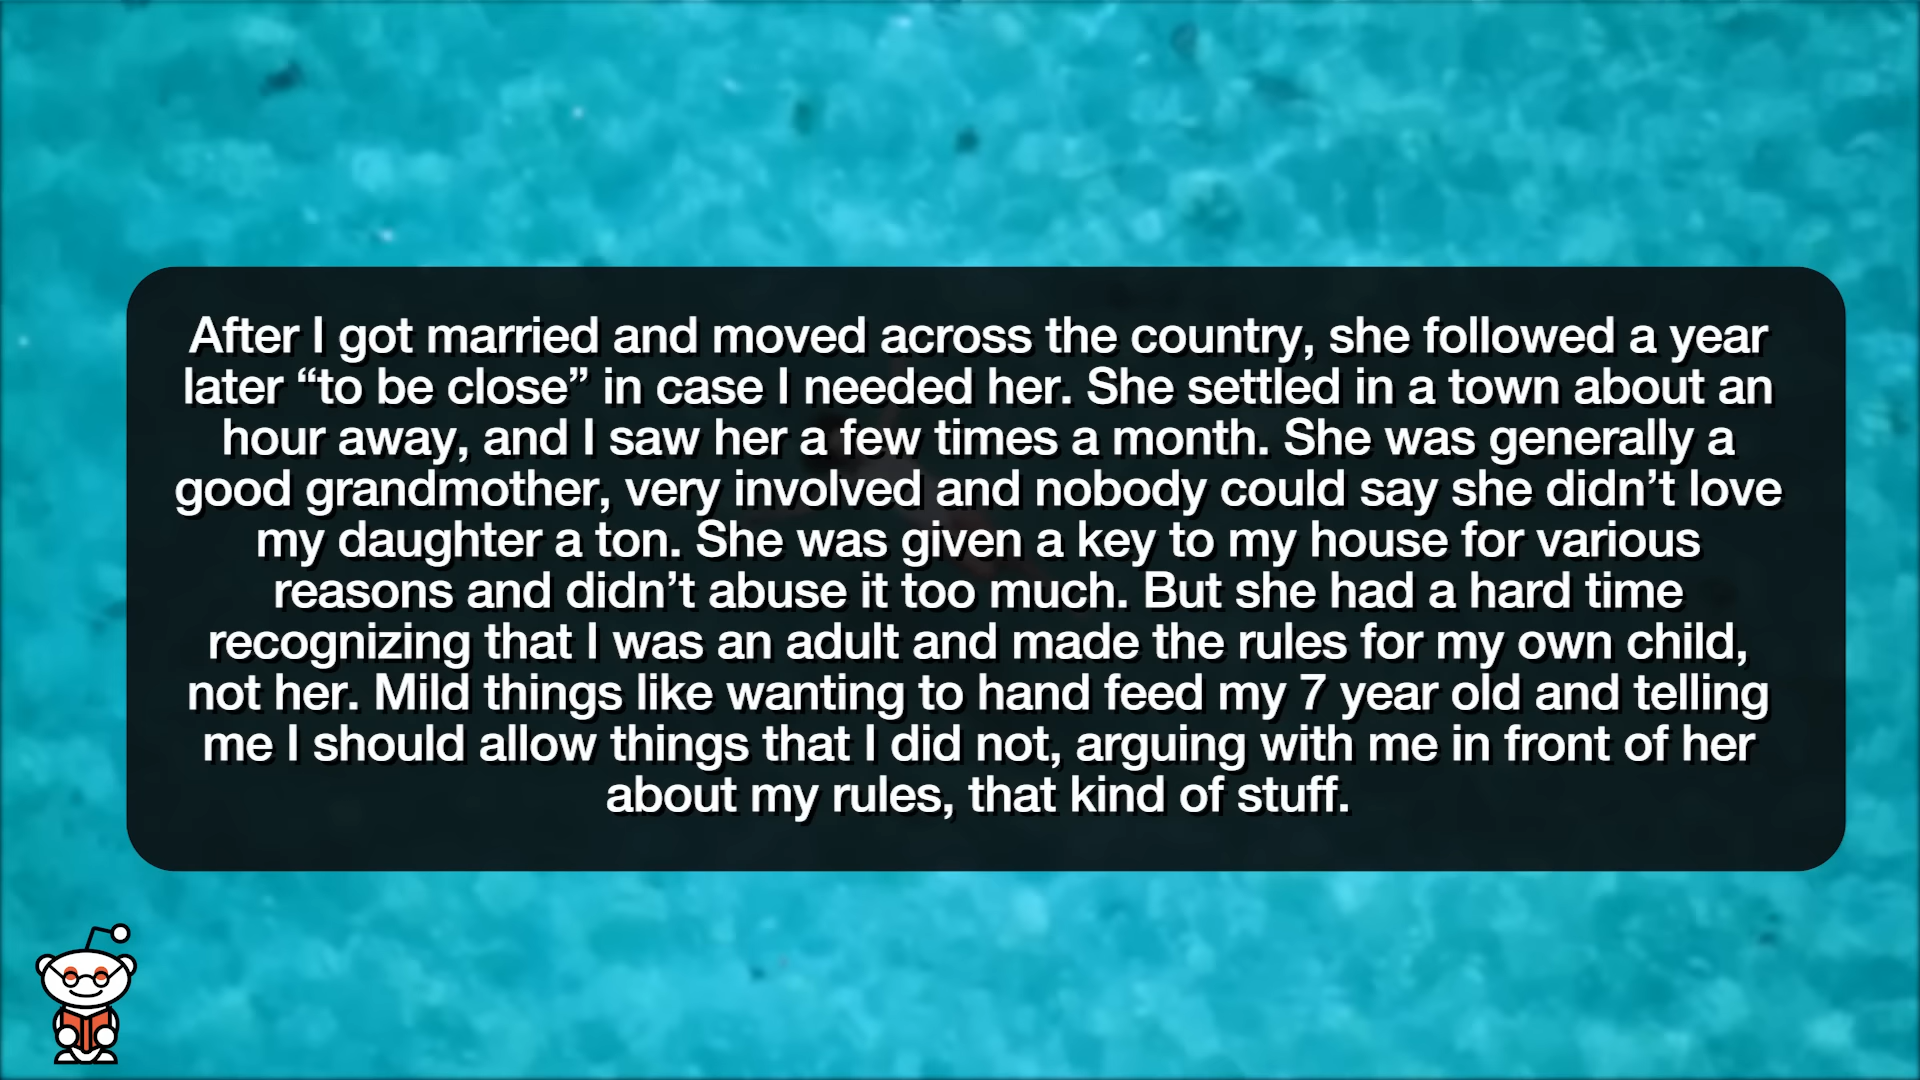 After I got married and moved across the country, she followed a year
later “to be close” in case I needed her. She settled in a town about an
hour away, and I saw her a few times a month. She was generally a
good grandmother, very involved and nobody could say she didn’t love
my daughter a ton. She was given a key to my house for various
reasons and didn’t abuse it too much. But she had a hard time
recognizing that I was an adult and made the rules for my own child,
not her. Mild things like wanting to hand feed my 7 year old and telling
me I should allow things that I did not, arguing with me in front of her
about my rules, that kind of stuff.